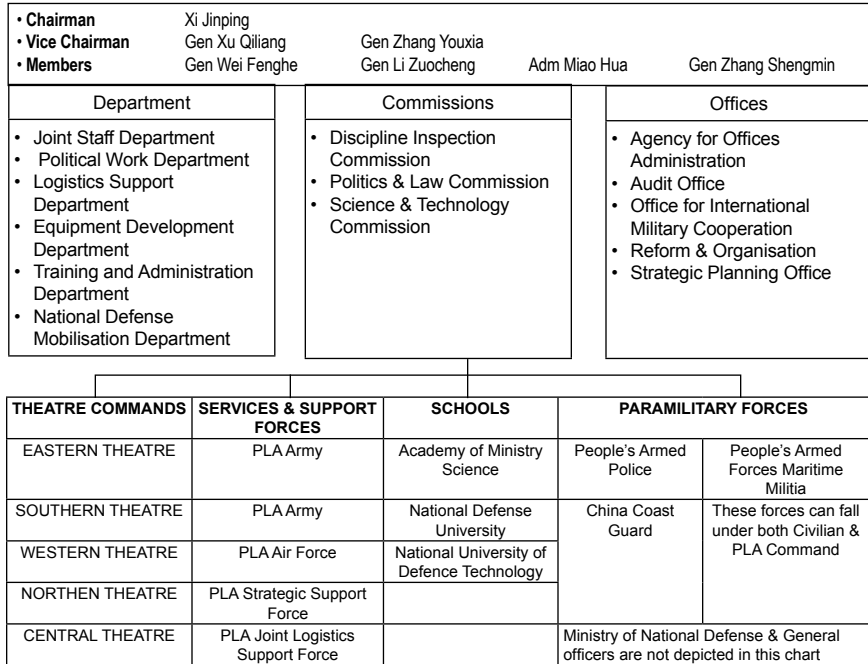 • Chairman Xi Jinping
• Vice Chairman Gen Xu Qiliang Gen Zhang Youxia
• Members Gen Wei Fenghe Gen Li Zuocheng Adm Miao Hua Gen Zhang Shengmin
Department
• Joint Staff Department
• Political Work Department
• Logistics Support
Department
• Equipment Development
Department
• Training and Administration
Department
• National Defense
Mobilisation Department
Commissions
• Discipline Inspection
Commission
• Politics & Law Commission
• Science & Technology
Commission
Offices
• Agency for Offices
Administration
• Audit Office
• Office for International
Military Cooperation
• Reform & Organisation
• Strategic Planning Office
THEATRE COMMANDS
SERVICES & SUPPORT
FORCES
SCHOOLS
PARAMILITARY FORCES
EASTERN THEATRE
PLA Army
Academy of Ministry
Science
People's Armed
Police
People's Armed
Forces Maritime
Militia
SOUTHERN THEATRE
PLA Army
National Defense
University
China Coast
Guard
These forces can fall
under both Civilian &
PLA Command
WESTERN THEATRE
PLA Air Force
National University of
Defence Technology
NORTHEN THEATRE
PLA Strategic Support
Force
CENTRAL THEATRE
PLA Joint Logistics
Support Force
Ministry of National Defense & General
officers are not depicted in this chart